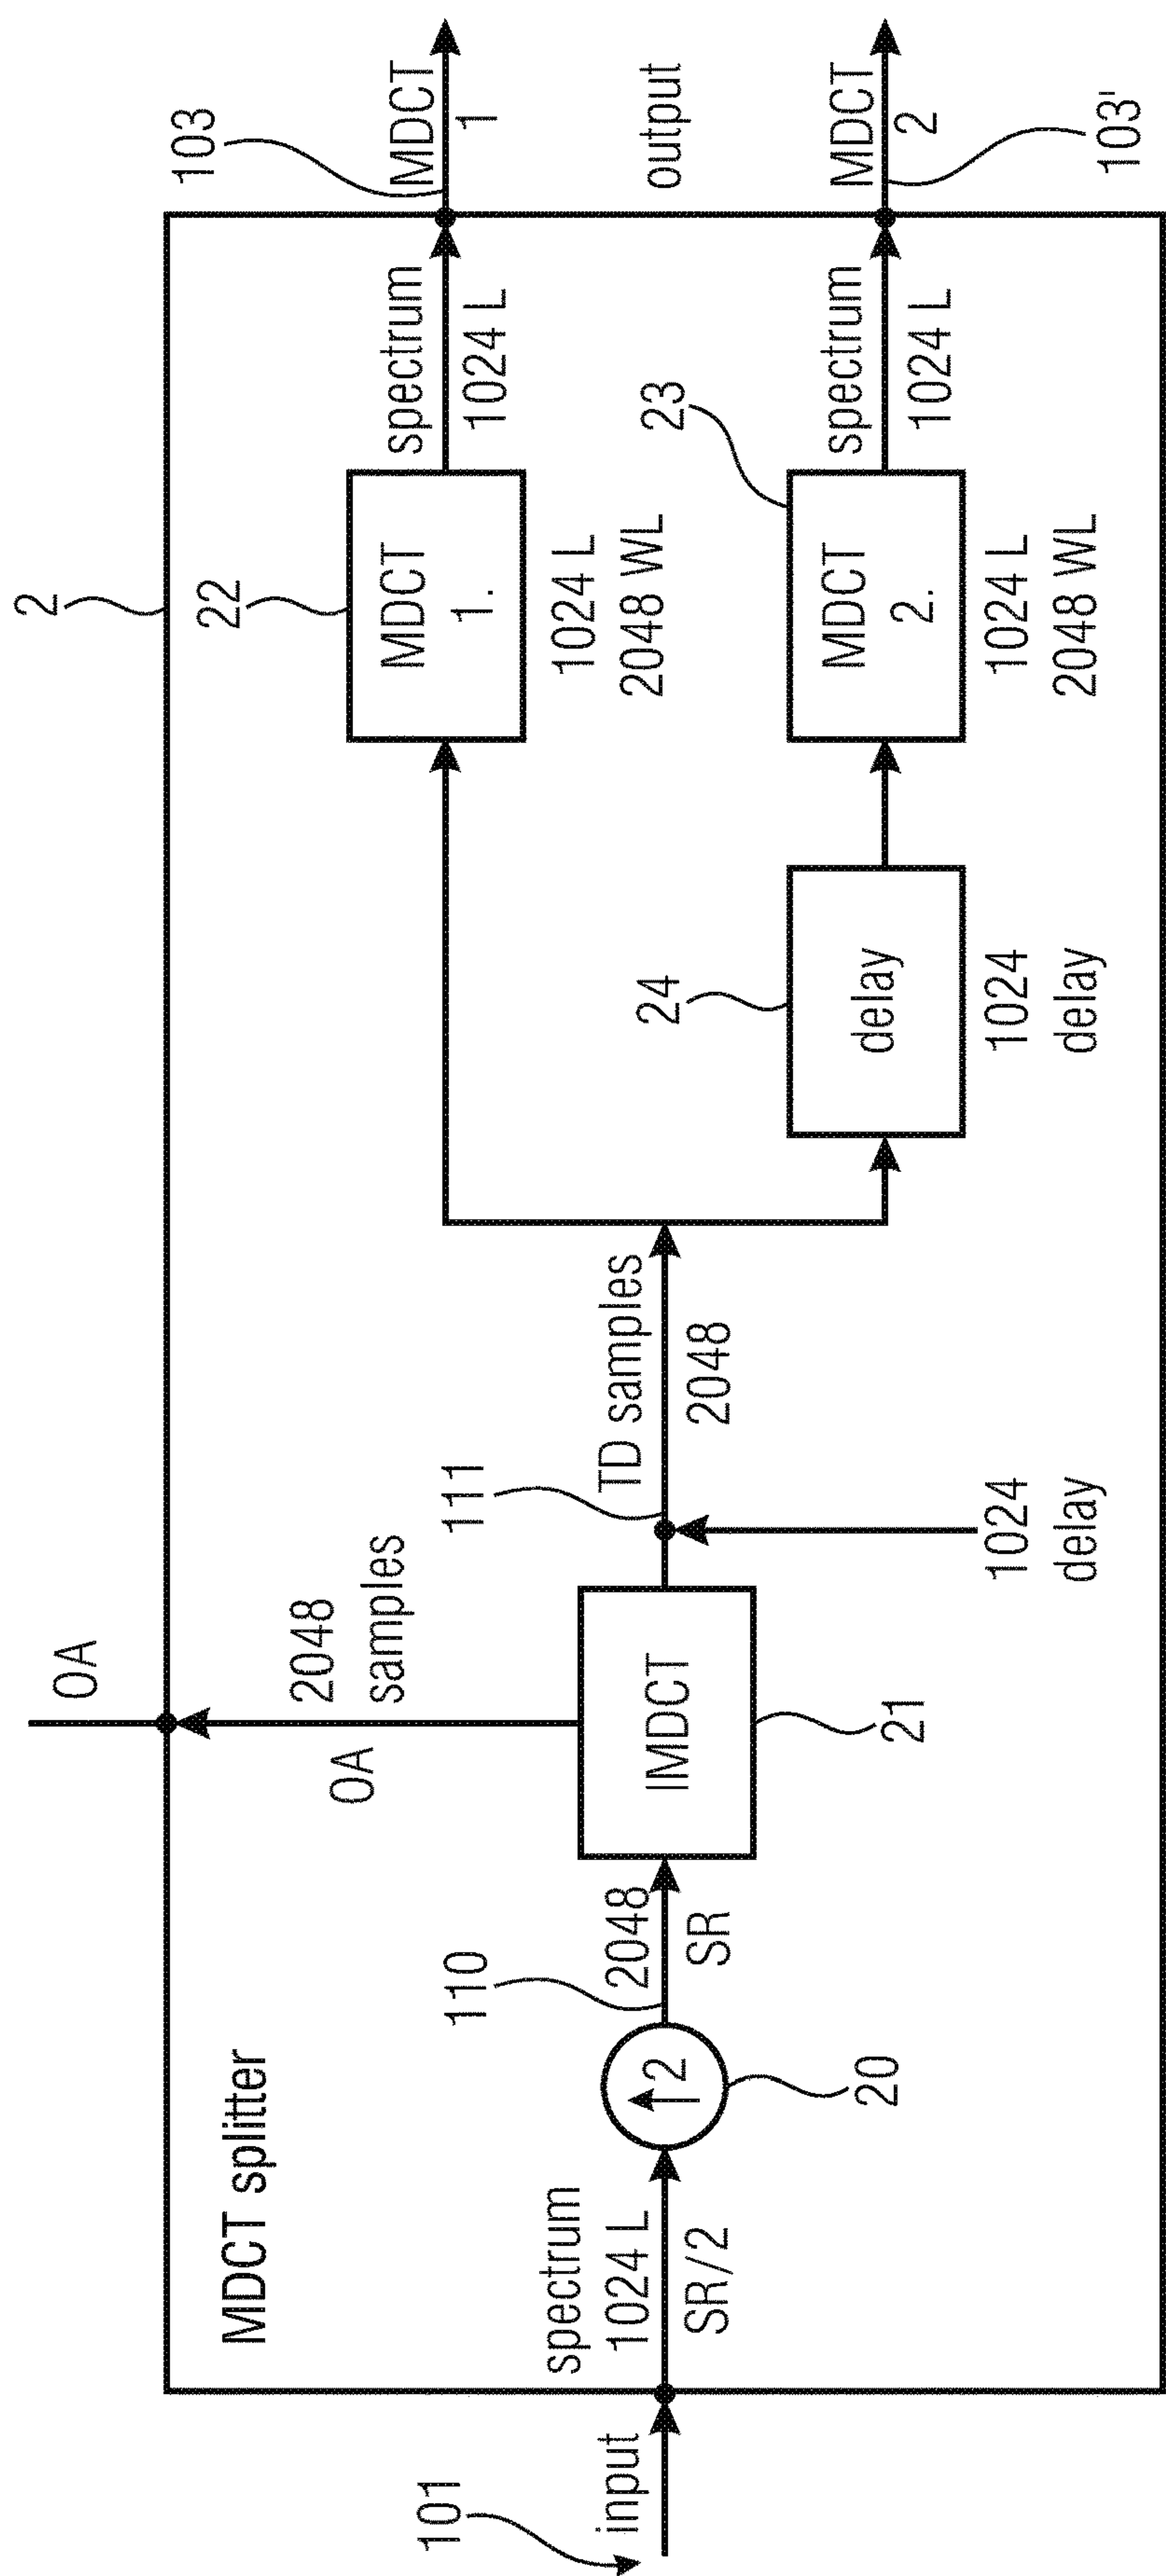 2
MDCT splitter
101
input
spectrum
1024 L
SR/2
↑2
20
110
2048
SR
IMDCT
21
OA
OA
2048
samples
111
TD samples
2048
1024
delay
22
MDCT
1.
1024 L
2048 WL
spectrum
1024 L
103
MDCT
1
output
24
delay
1024
delay
23
MDCT
2.
1024 L
2048 WL
spectrum
1024 L
MDCT
2
103'